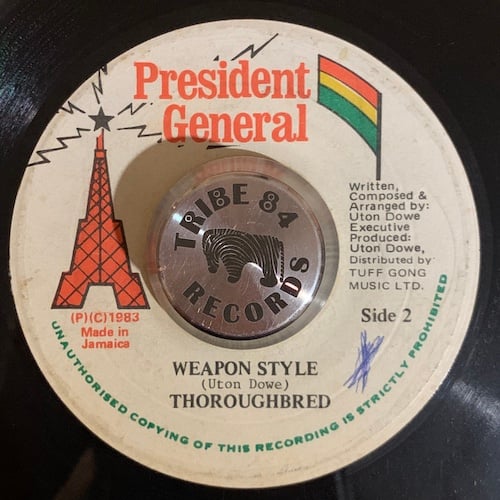 President
General
TRIBE 84
RECORDS
Written,
Composed &
Arranged by:
Uton Dowe
Executive
Produced:
Uton Dowe,
Distributed by:
TUFF GONG
MUSIC LTD.
Side 2
(P)(C)1983
Made in
Jamaica
WEAPON STYLE
(Uton Dowe)
THOROUGHBRED
UNAUTHORISED COPYING OF THIS RECORDING IS STRICTLY PROHIBITED